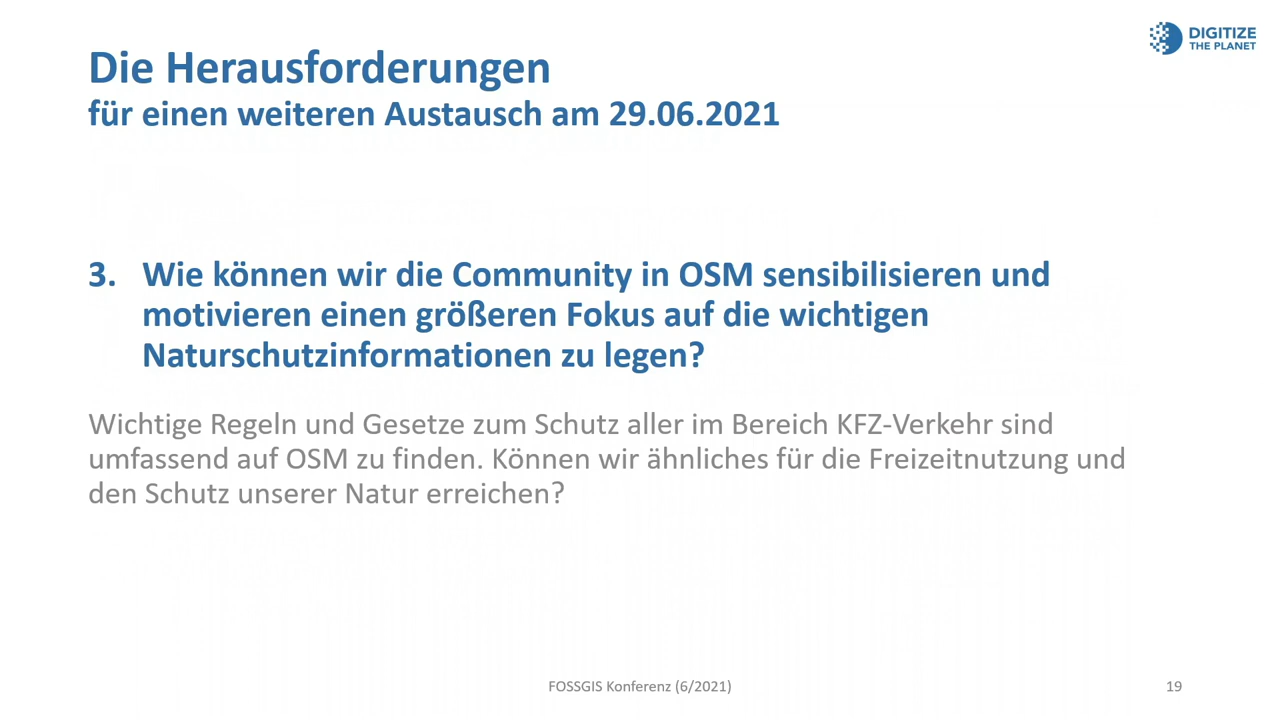 DIGITIZE
THE PLANET
Die Herausforderungen
für einen weiteren Austausch am 29.06.2021
3. Wie können wir die Community in OSM sensibilisieren und
motivieren einen größeren Fokus auf die wichtigen
Naturschutzinformationen zu legen?
Wichtige Regeln und Gesetze zum Schutz aller im Bereich KFZ-Verkehr sind
umfassend auf OSM zu finden. Können wir ähnliches für die Freizeitnutzung und
den Schutz unserer Natur erreichen?
FOSSGIS Konferenz (6/2021)
19